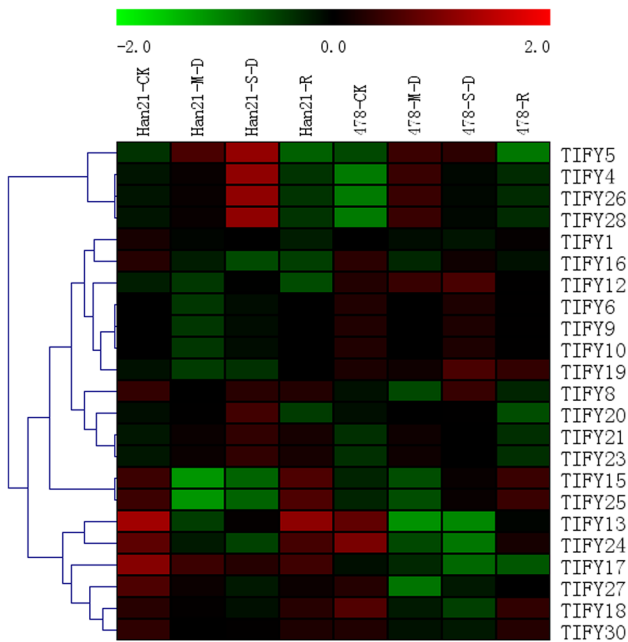 -2.0 0.0 2.0
Han21-CK
Han21-M-D
Han21-S-D
Han21-R
478-CK
478-M-D
478-S-D
478-R
TIFY5
TIFY4
TIFY26
TIFY28
TIFY1
TIFY16
TIFY12
TIFY6
TIFY9
TIFY10
TIFY19
TIFY8
TIFY20
TIFY21
TIFY23
TIFY15
TIFY25
TIFY13
TIFY24
TIFY17
TIFY27
TIFY18
TIFY30